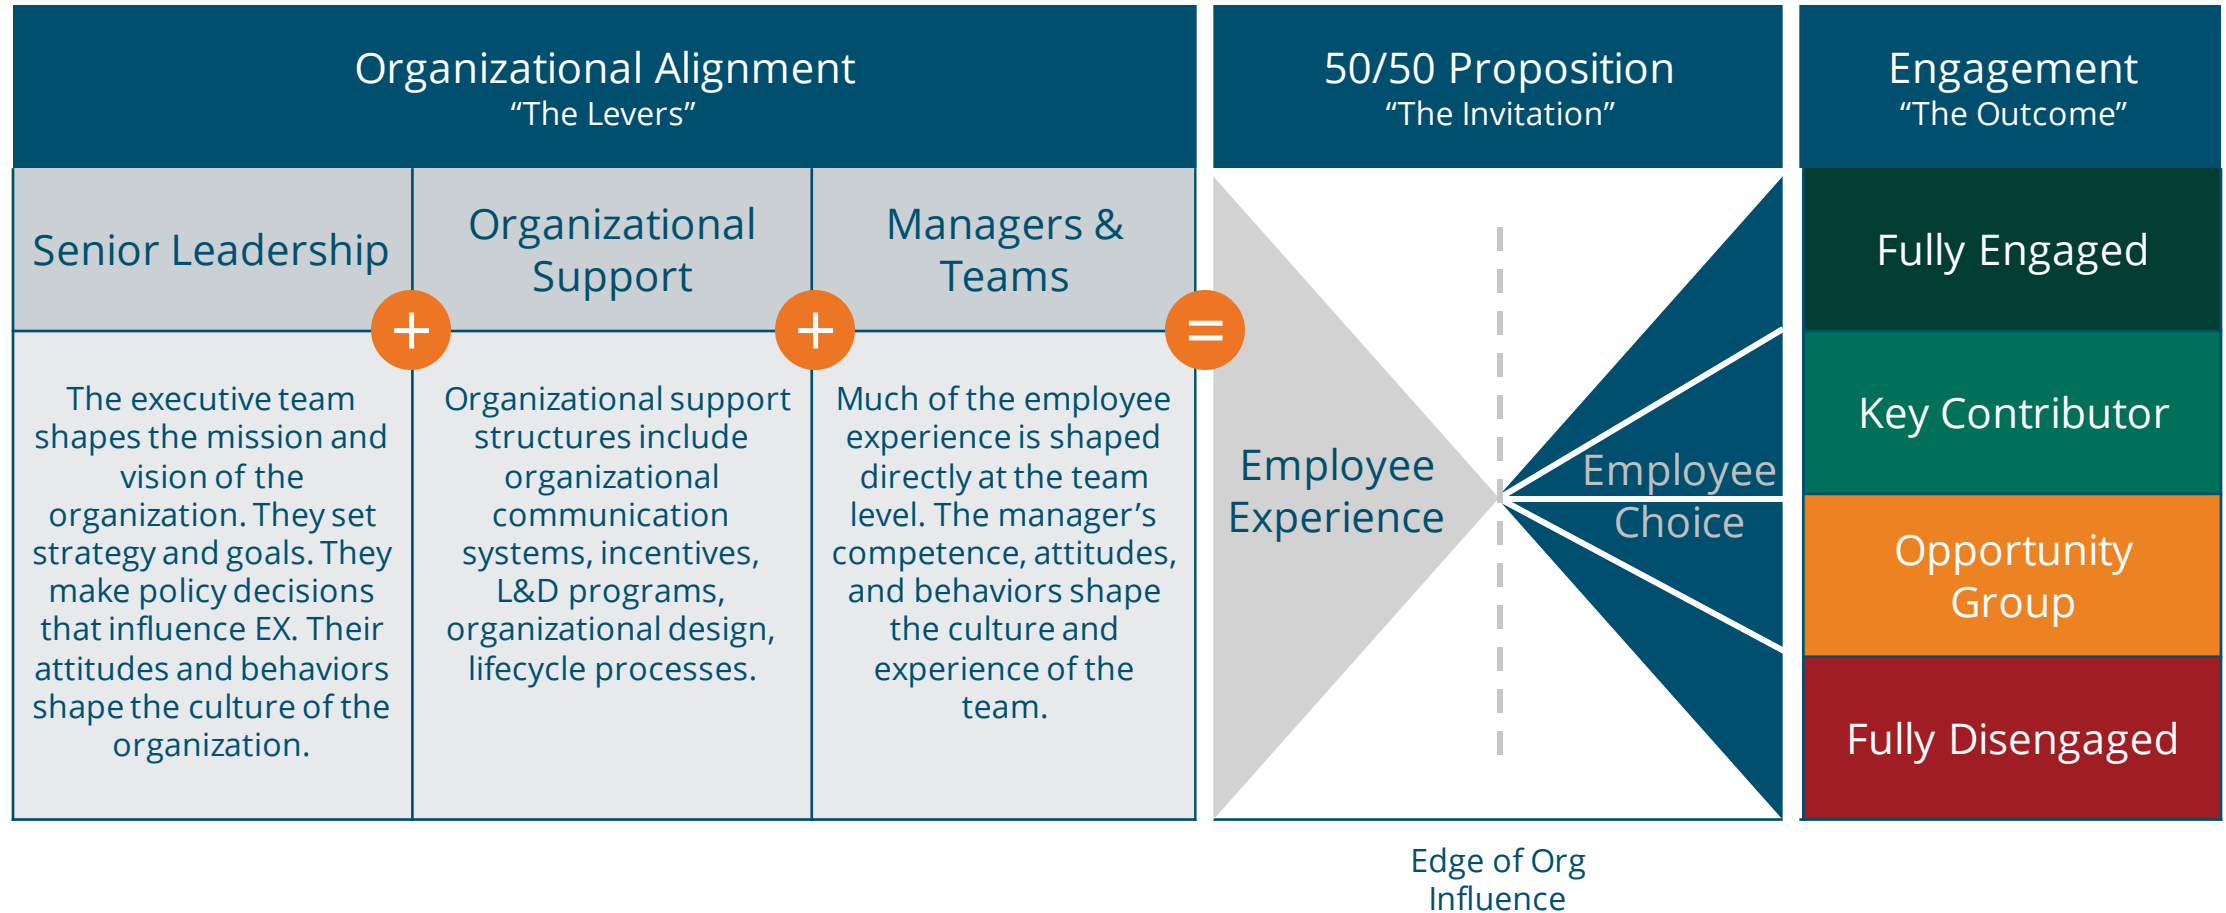 Organizational Alignment
“The Levers”
50/50 Proposition
“The Invitation”
Engagement
“The Outcome”
Senior Leadership
Organizational
Support
Managers &
Teams
+
+
=
The executive team
shapes the mission and
vision of the
organization. They set
strategy and goals. They
make policy decisions
that influence EX. Their
attitudes and behaviors
shape the culture of the
organization.
Organizational support
structures include
organizational
communication
systems, incentives,
L&D programs,
organizational design,
lifecycle processes.
Much of the employee
experience is shaped
directly at the team
level. The manager’s
competence, attitudes,
and behaviors shape
the culture and
experience of the
team.
Employee
Experience
Employee
Choice
Edge of Org
Influence
Fully Engaged
Key Contributor
Opportunity
Group
Fully Disengaged